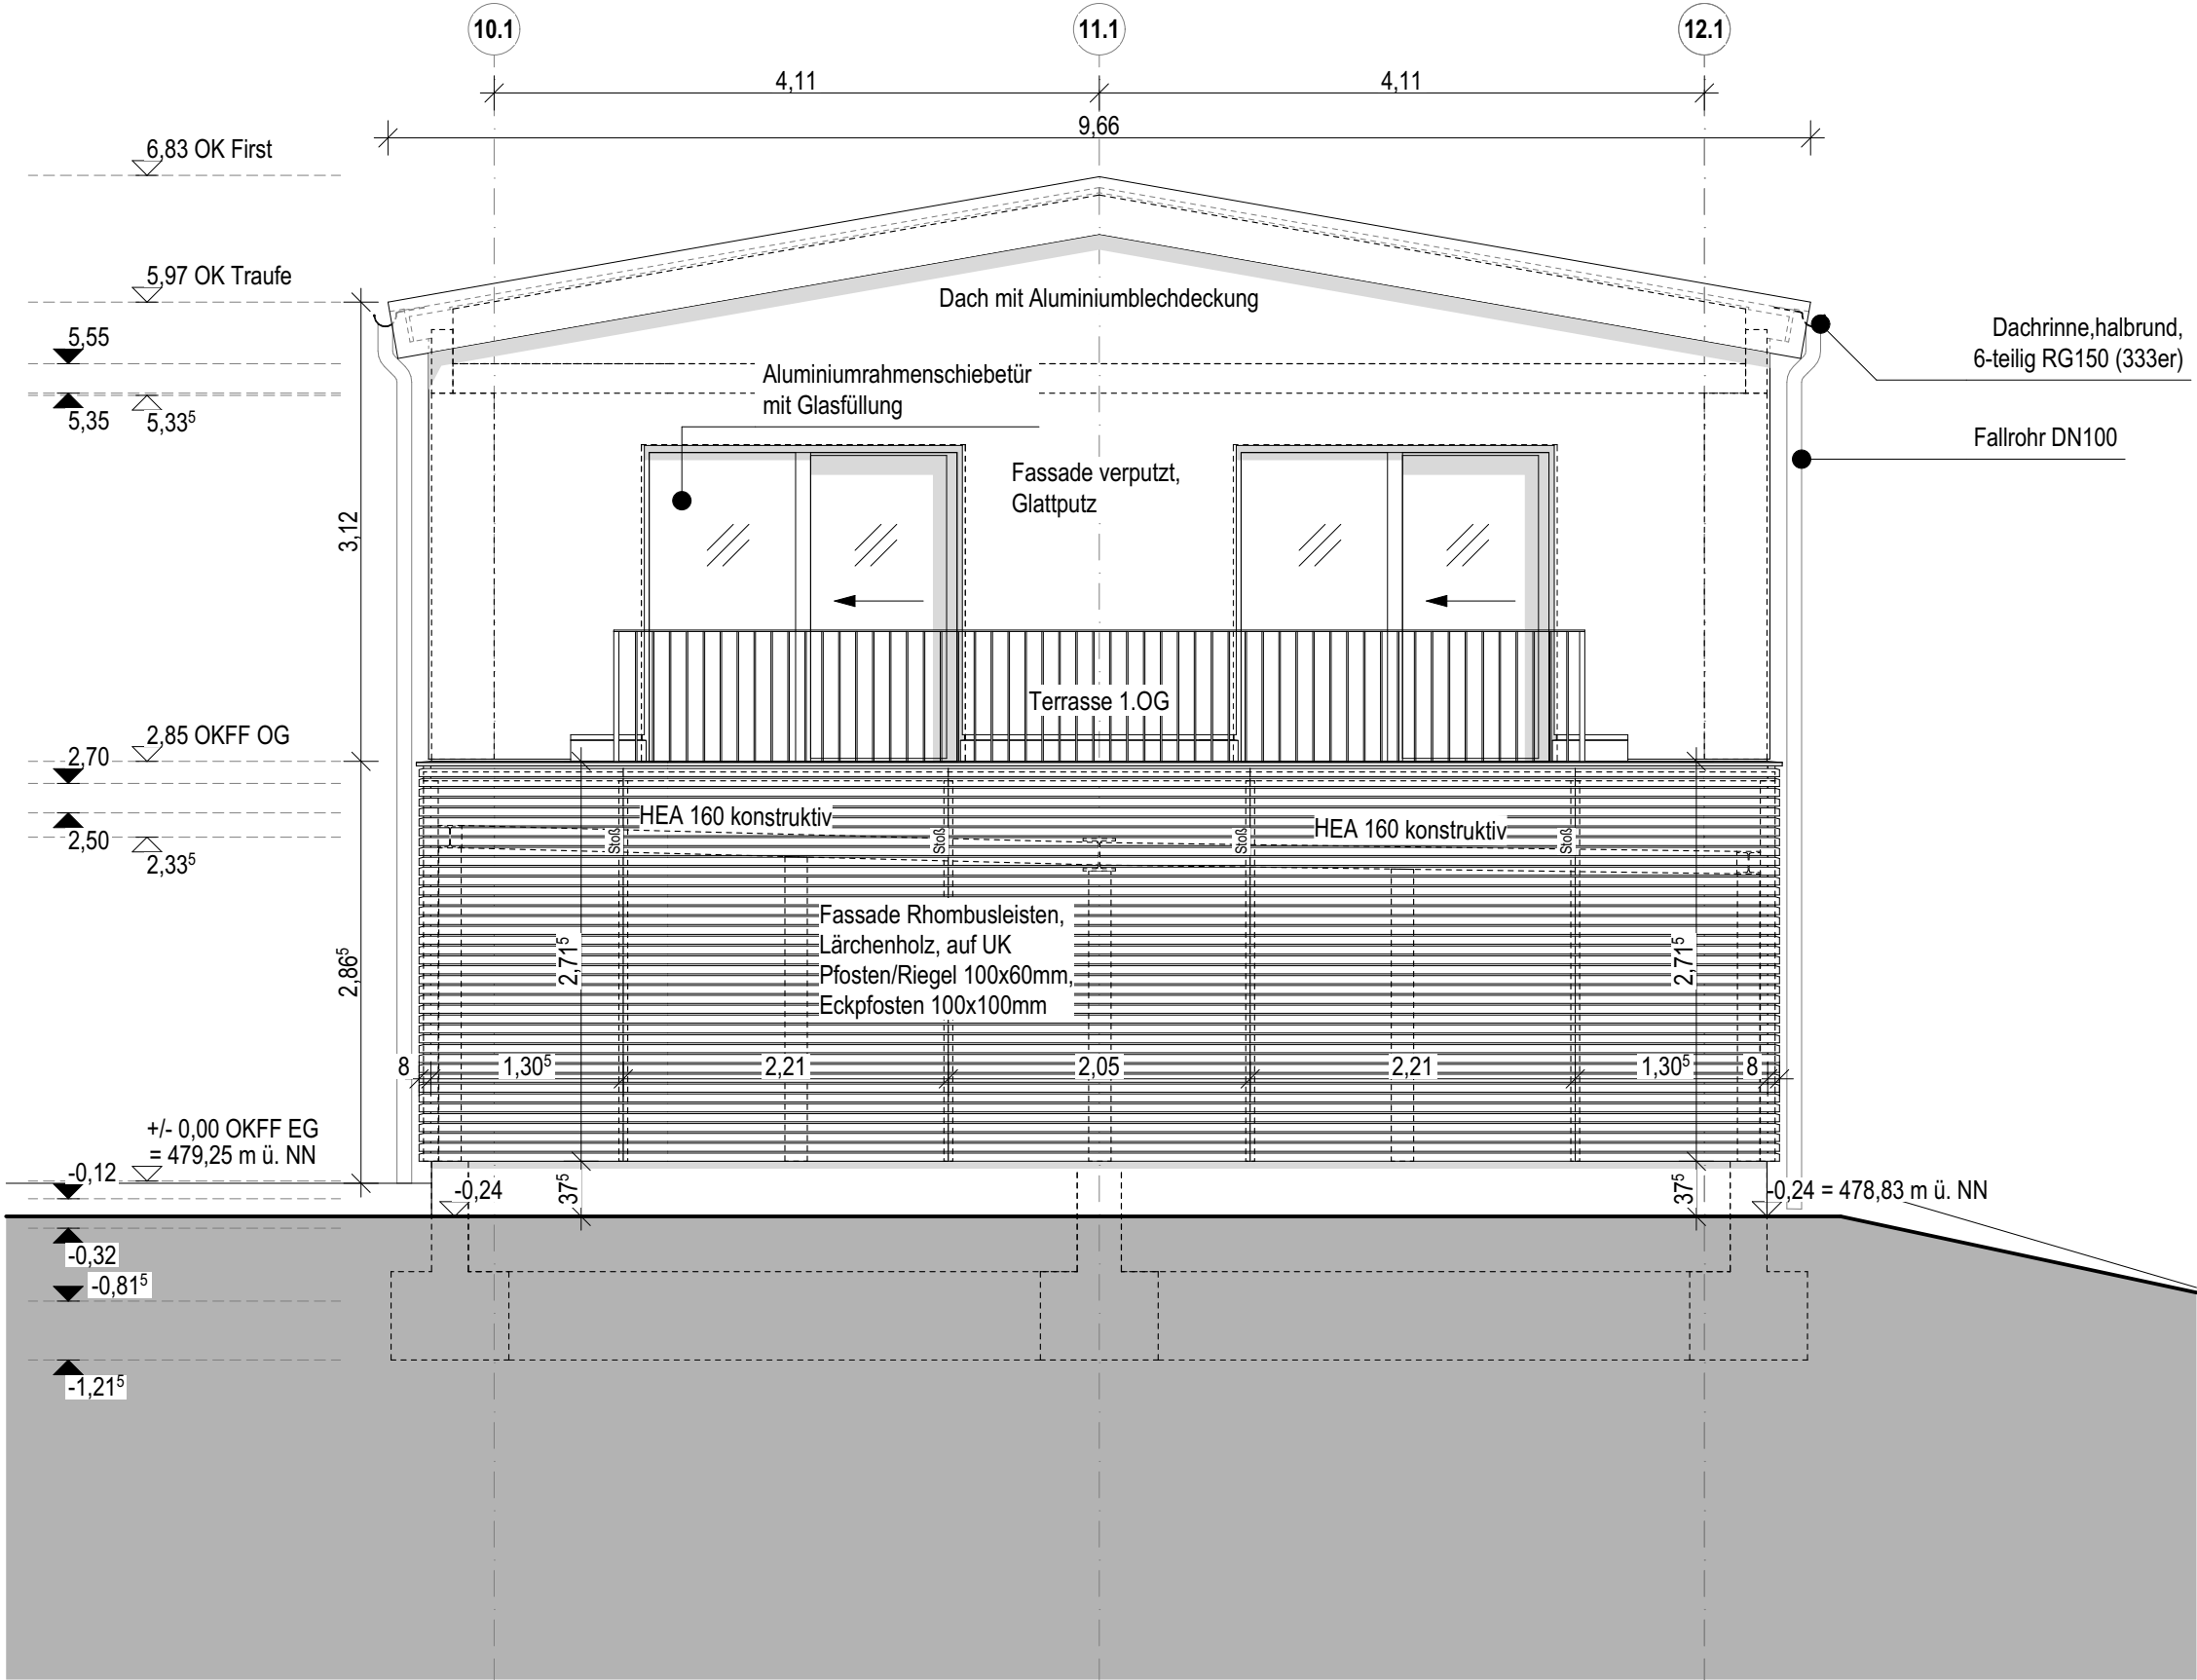 10.1
11.1
12.1
4,11
4,11
9,66
6,83 OK First
5,97 OK Traufe
5,55
5,35
5,33⁵
Dach mit Aluminiumblechdeckung
Dachrinne,halbrund,
6-teilig RG150 (333er)
Aluminiumrahmenschiebetür
mit Glasfüllung
Fallrohr DN100
Fassade verputzt,
Glattputz
3,12
Terrasse 1.OG
2,85 OKFF OG
2,70
2,50
2,33⁵
HEA 160 konstruktiv
HEA 160 konstruktiv
Stoß
Stoß
Stoß
Stoß
Fassade Rhombusleisten,
Lärchenholz, auf UK
Pfosten/Riegel 100x60mm,
Eckpfosten 100x100mm
2,86⁵
2,71⁵
2,71⁵
8
1,30⁵
2,21
2,05
2,21
1,30⁵
8
+/- 0,00 OKFF EG
= 479,25 m ü. NN
-0,12
-0,24
37⁵
37⁵
-0,24 = 478,83 m ü. NN
-0,32
-0,81⁵
-1,21⁵